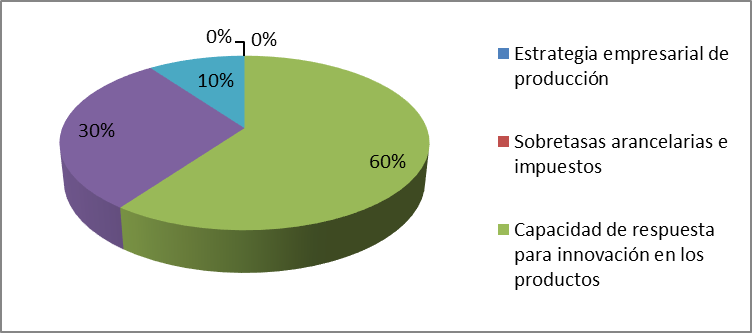 0% 0%
10%
30%
60%
Estrategia empresarial de
producción
Sobretasas arancelarias e
impuestos
Capacidad de respuesta
para innovación en los
productos